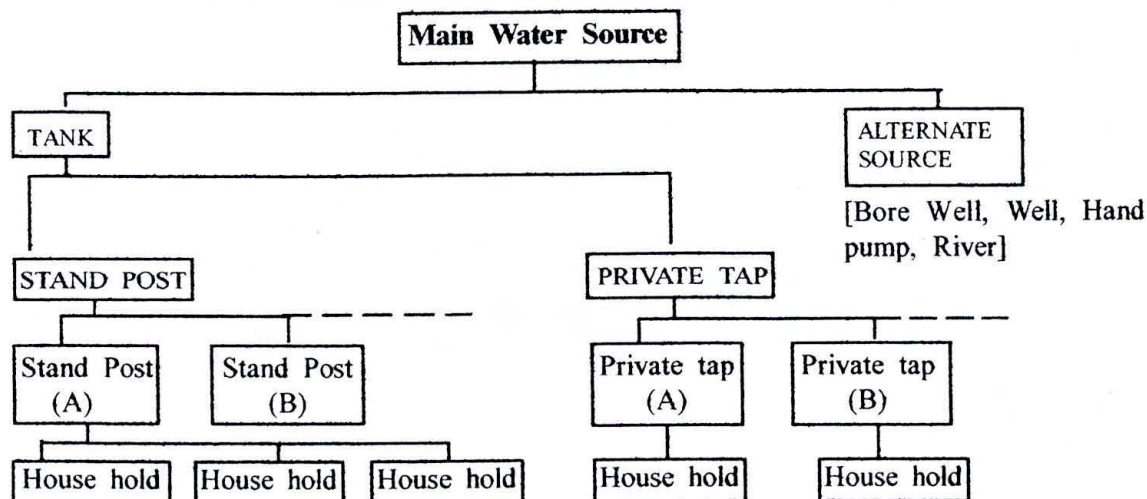 Main Water Source
TANK
ALTERNATE
SOURCE
[Bore Well, Well, Hand
pump, River]
STAND POST
PRIVATE TAP
Stand Post
(A)
Stand Post
(B)
Private tap
(A)
Private tap
(B)
House hold
House hold
House hold
House hold
House hold